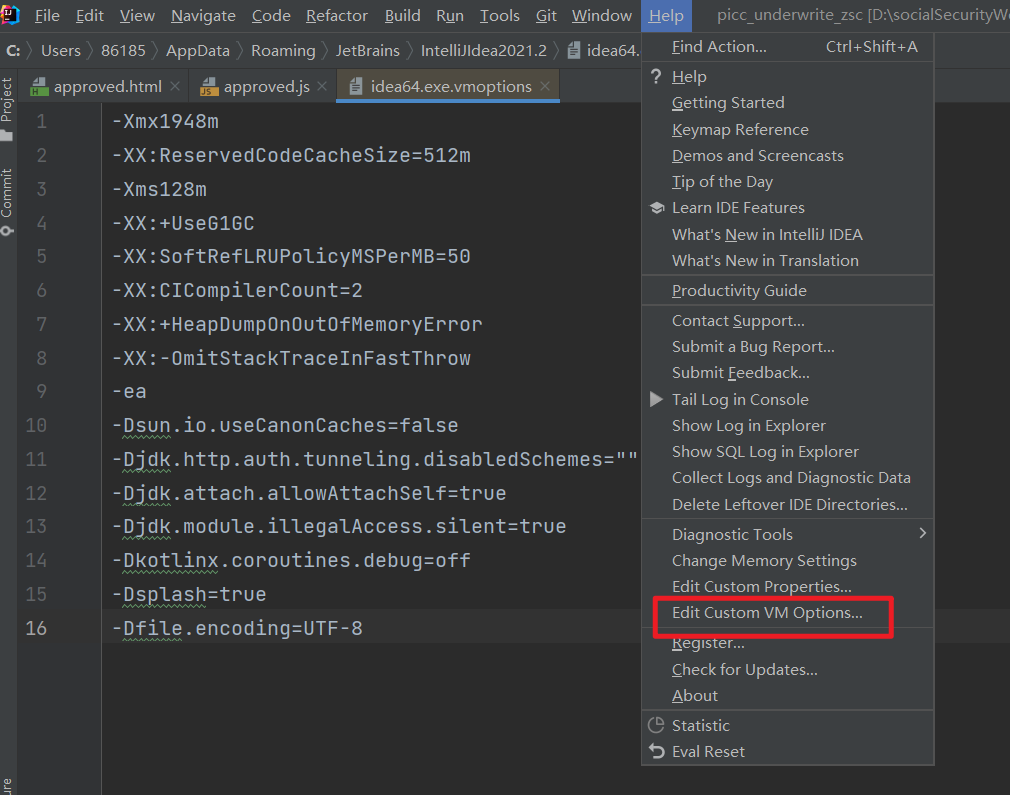 File Edit View Navigate Code Refactor Build Run Tools Git Window Help picc_underwrite_zsc [D:\socialSecurityW
C: Users 86185 AppData Roaming JetBrains IntelliJIdea2021.2 idea64.
approved.html approved.js idea64.exe.vmoptions
Project
Commit
1 -Xmx1948m
2 -XX:ReservedCodeCacheSize=512m
3 -Xms128m
4 -XX:+UseG1GC
5 -XX:SoftRefLRUPolicyMSPerMB=50
6 -XX:CICompilerCount=2
7 -XX:+HeapDumpOnOutOfMemoryError
8 -XX:-OmitStackTraceInFastThrow
9 -ea
10 -Dsun.io.useCanonCaches=false
11 -Djdk.http.auth.tunneling.disabledSchemes=""
12 -Djdk.attach.allowAttachSelf=true
13 -Djdk.module.illegalAccess.silent=true
14 -Dkotlinx.coroutines.debug=off
15 -Dsplash=true
16 -Dfile.encoding=UTF-8
Find Action... Ctrl+Shift+A
? Help
Getting Started
Keymap Reference
Demos and Screencasts
Tip of the Day
Learn IDE Features
What's New in IntelliJ IDEA
What's New in Translation
Productivity Guide
Contact Support...
Submit a Bug Report...
Submit Feedback...
Tail Log in Console
Show Log in Explorer
Show SQL Log in Explorer
Collect Logs and Diagnostic Data
Delete Leftover IDE Directories...
Diagnostic Tools
Change Memory Settings
Edit Custom Properties...
Edit Custom VM Options...
Register...
Check for Updates...
About
Statistic
Eval Reset